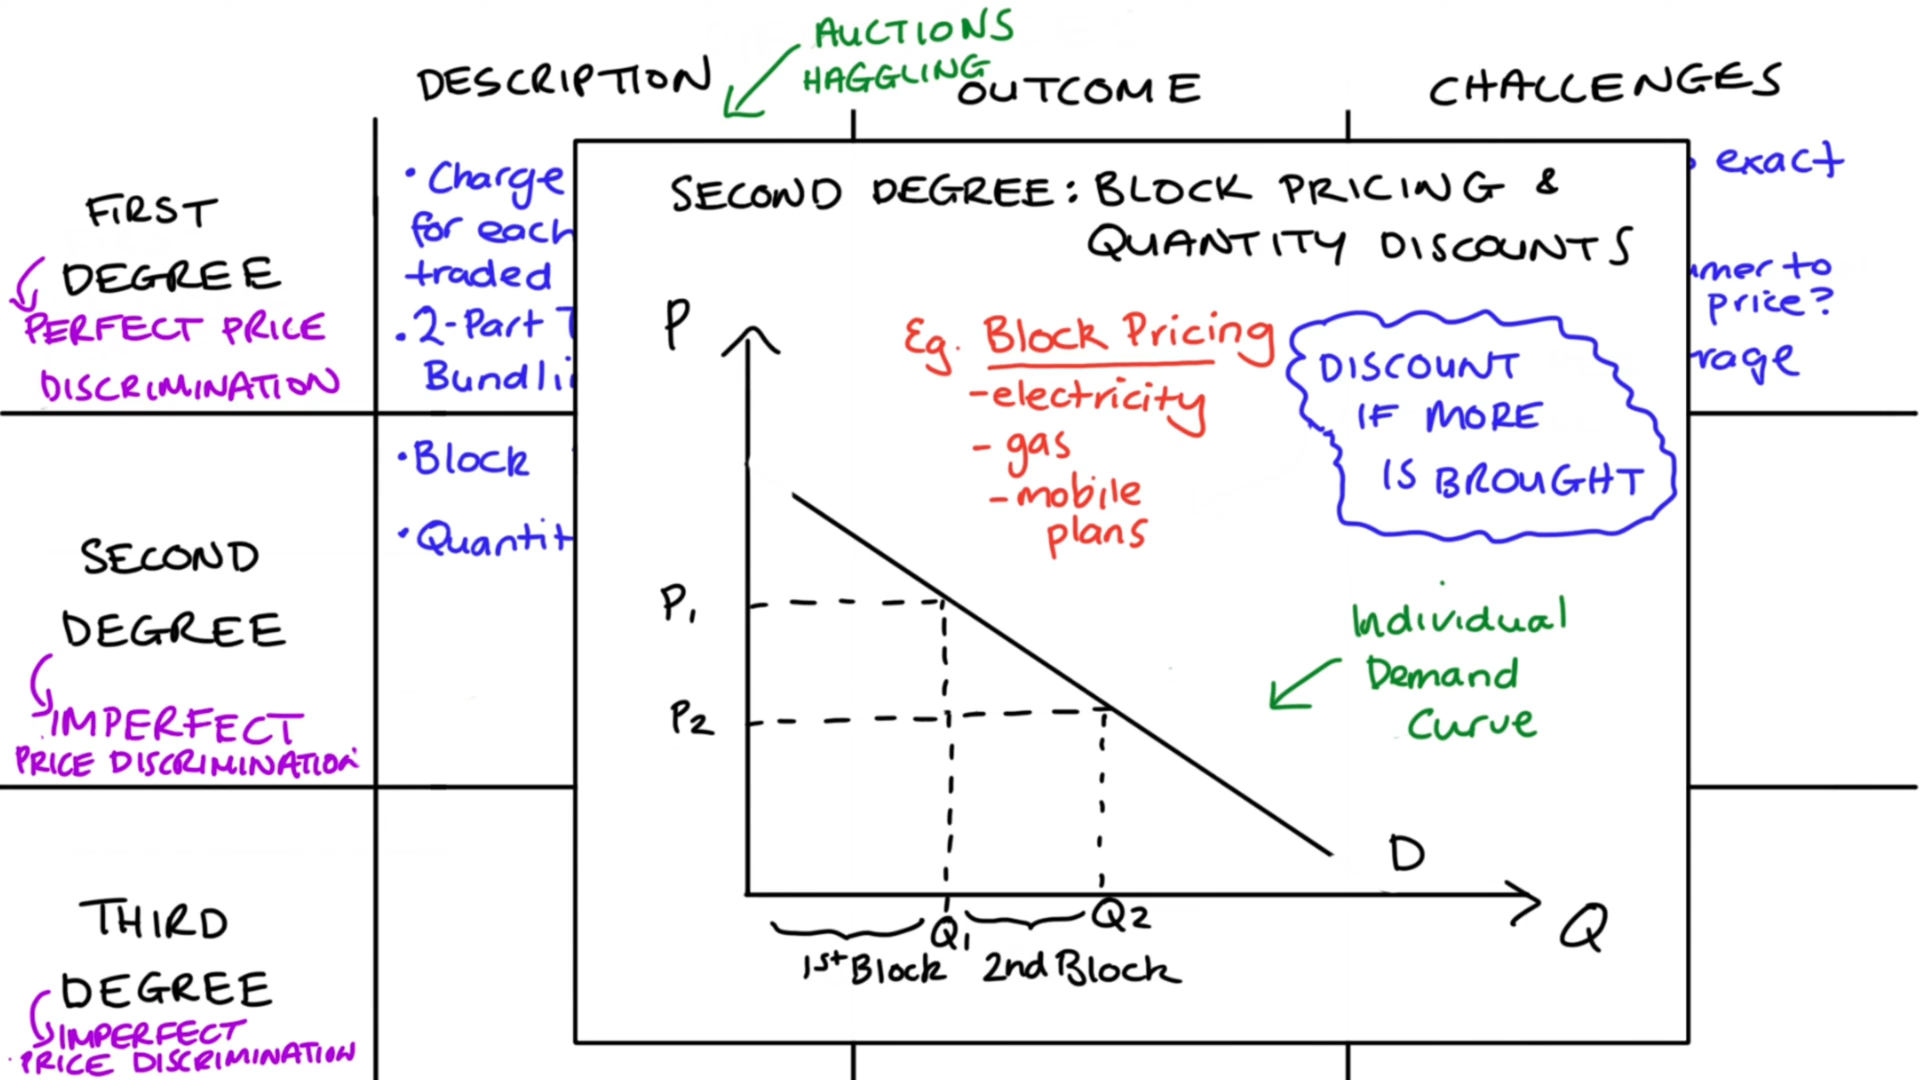 AUCTIONS
HAGGLING
DESCRIPTION
OUTCOME
CHALLENGES
FIRST
DEGREE
PERFECT PRICE
DISCRIMINATION
• Charge
for each
traded
• 2-Part
Bundli
exact
umer to
price?
rage
SECOND
DEGREE
IMPERFECT
PRICE DISCRIMINATION
• Block
• Quantit
THIRD
DEGREE
IMPERFECT
PRICE DISCRIMINATION
SECOND DEGREE: BLOCK PRICING &
QUANTITY DISCOUNTS
P
Eg. Block Pricing
- electricity
- gas
- mobile
plans
DISCOUNT
IF MORE
IS BROUGHT
P1
P2
Individual
Demand
Curve
D
Q1
Q2
Q
1st Block
2nd Block